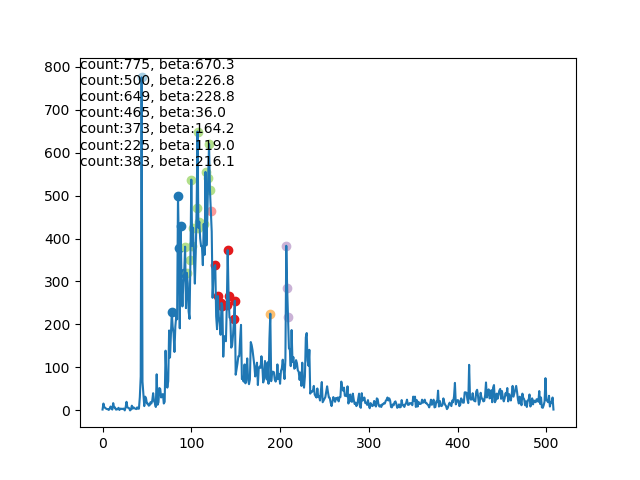 count:775, beta:670.3
count:500, beta:226.8
count:649, beta:228.8
count:465, beta:36.0
count:373, beta:164.2
count:225, beta:119.0
count:383, beta:216.1
800
700
600
500
400
300
200
100
0
0 100 200 300 400 500